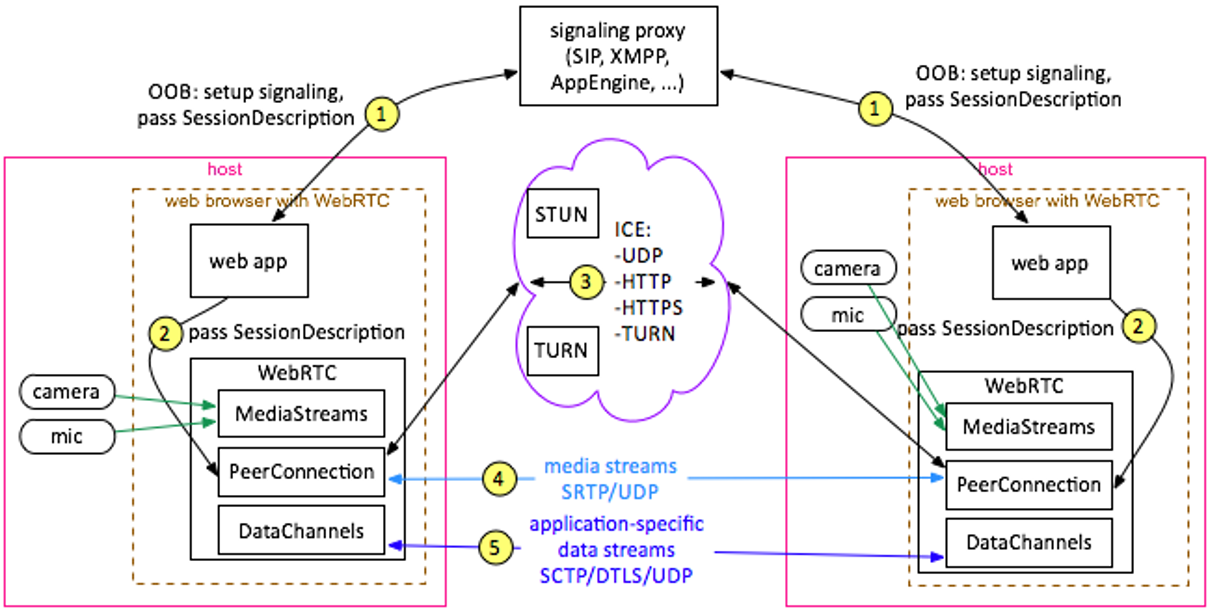 signaling proxy
(SIP, XMPP,
AppEngine, ...)
OOB: setup signaling,
pass SessionDescription
1
1
OOB: setup signaling,
pass SessionDescription
host
web browser with WebRTC
web app
2
pass SessionDescription
WebRTC
camera
mic
MediaStreams
PeerConnection
DataChannels
STUN
TURN
3
ICE:
-UDP
-HTTP
-HTTPS
-TURN
4
media streams
SRTP/UDP
5
application-specific
data streams
SCTP/DTLS/UDP
host
web browser with WebRTC
camera
mic
web app
pass SessionDescription
2
WebRTC
MediaStreams
PeerConnection
DataChannels